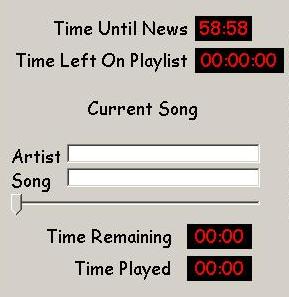 Time Until News 58:58
Time Left On Playlist 00:00:00
Current Song
Artist
Song
Time Remaining 00:00
Time Played 00:00